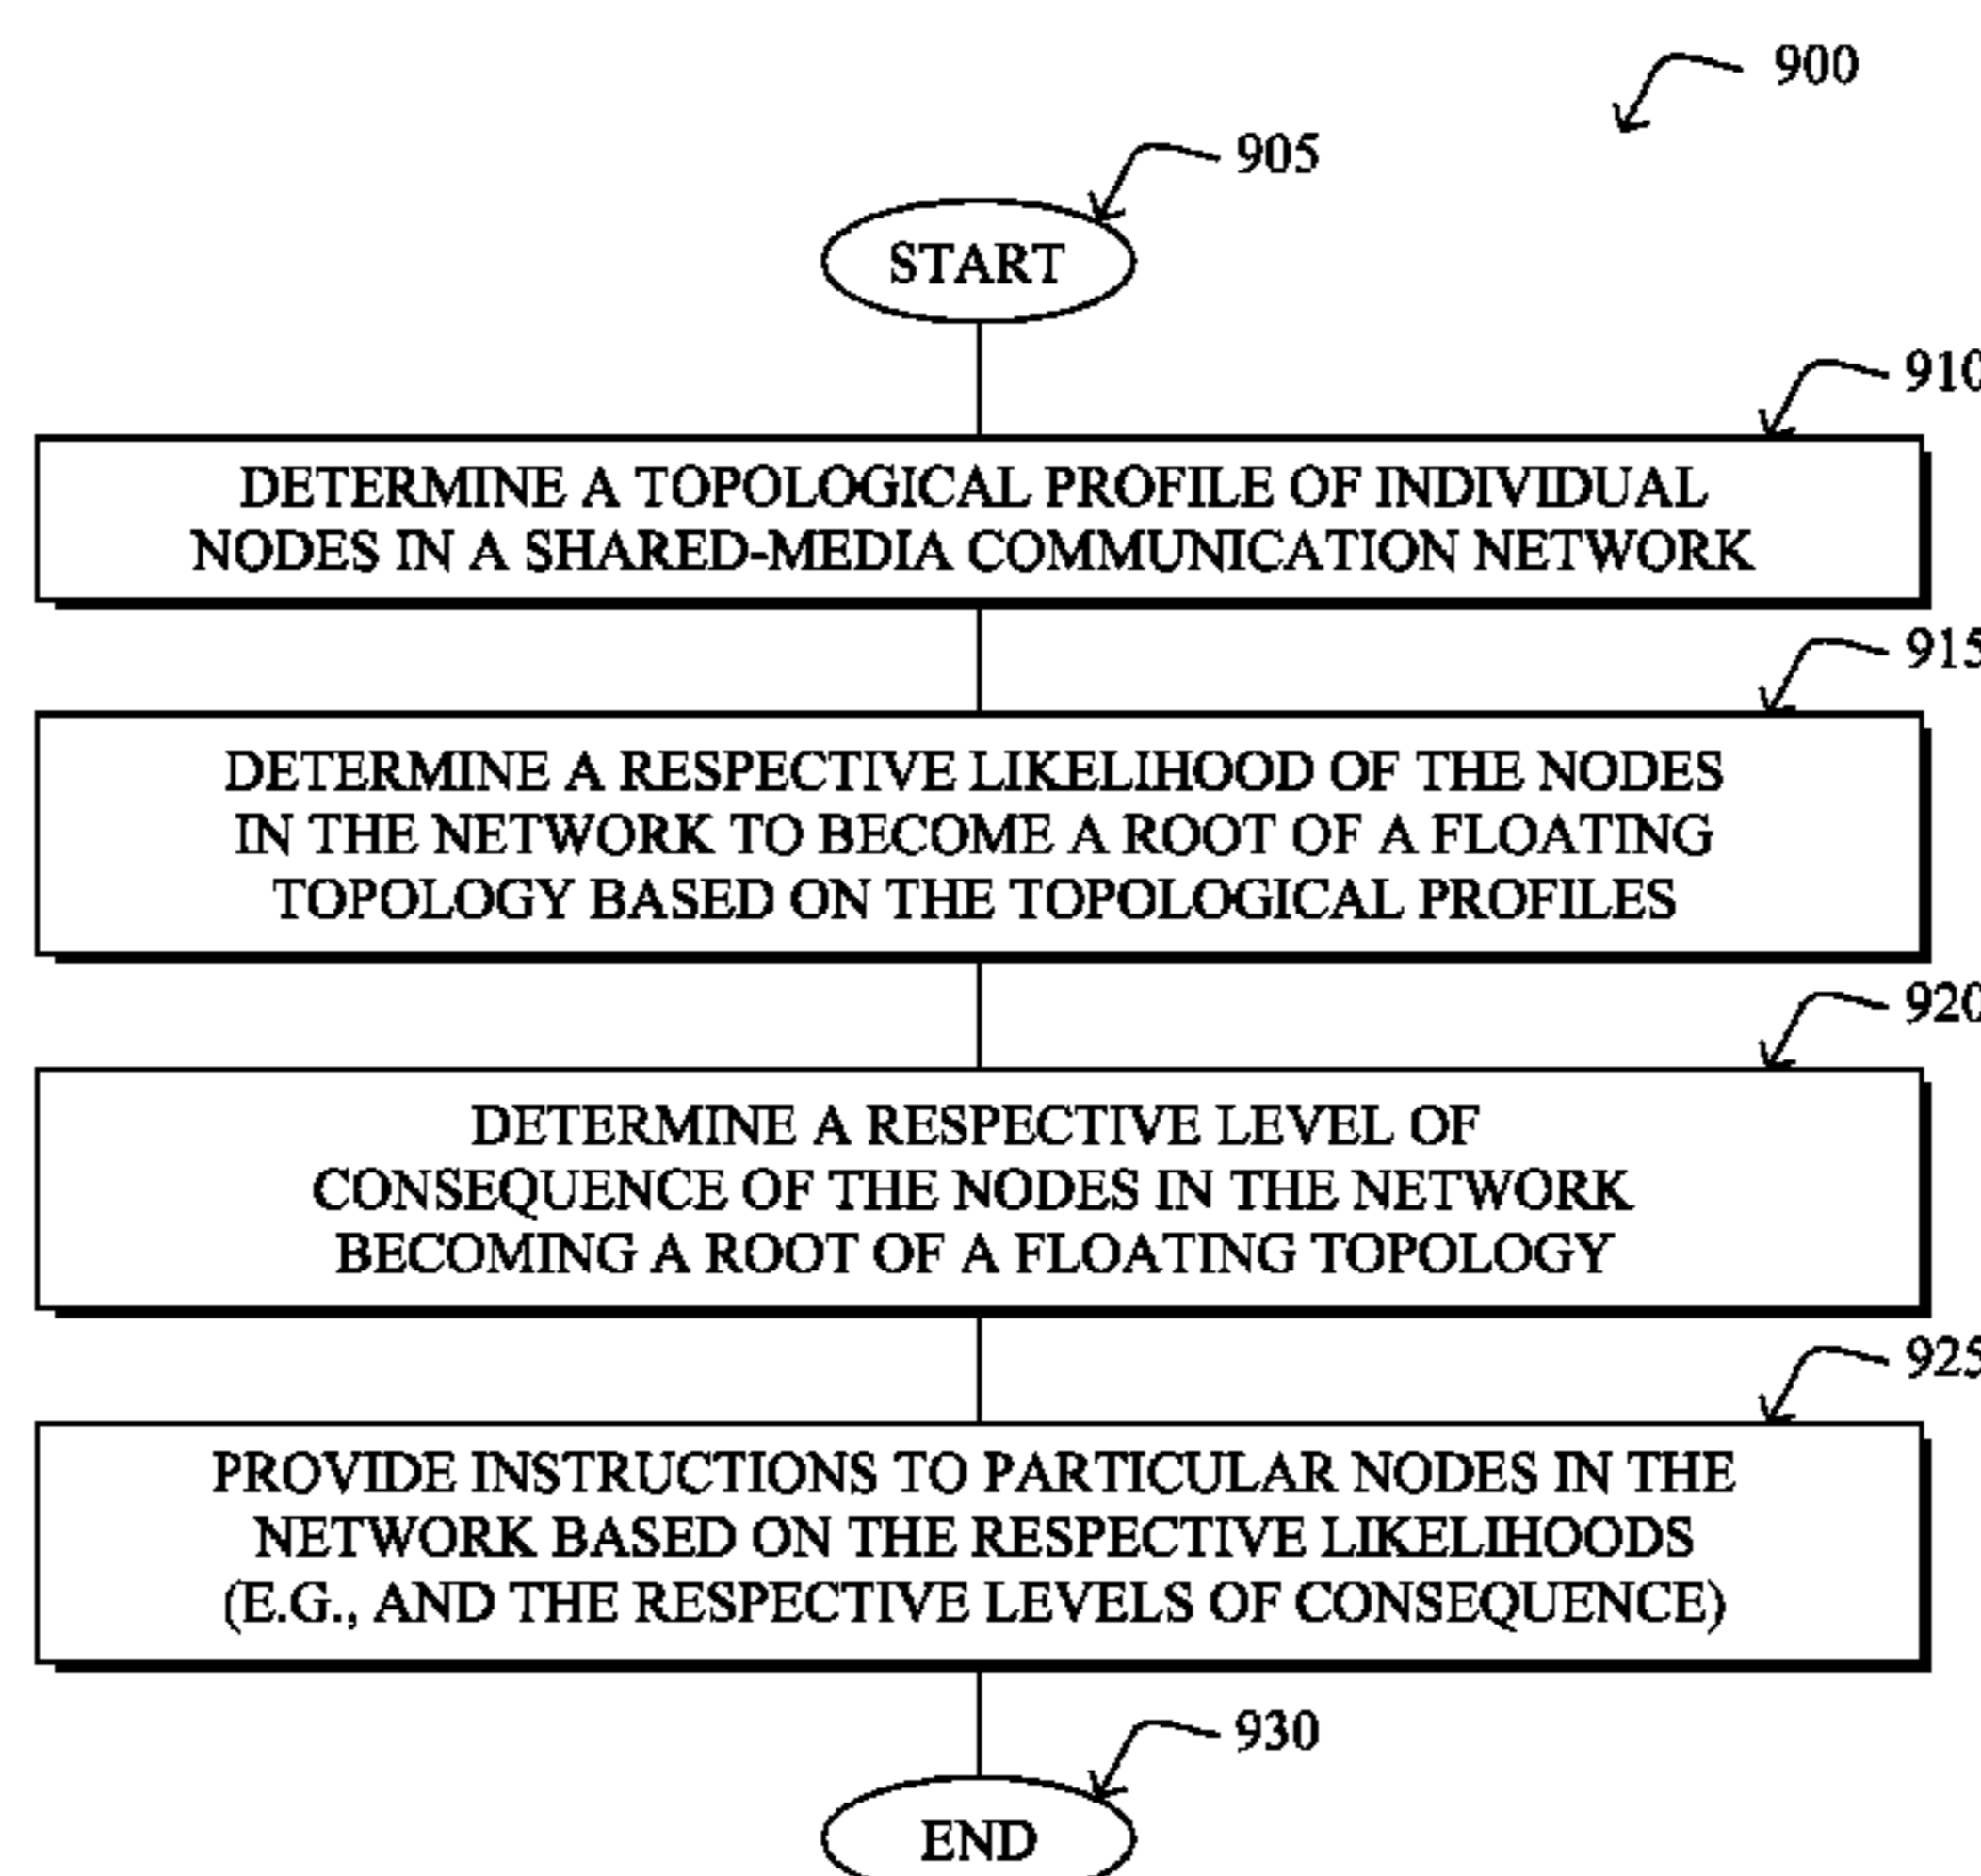 900
905
START
910
DETERMINE A TOPOLOGICAL PROFILE OF INDIVIDUAL
NODES IN A SHARED-MEDIA COMMUNICATION NETWORK
915
DETERMINE A RESPECTIVE LIKELIHOOD OF THE NODES
IN THE NETWORK TO BECOME A ROOT OF A FLOATING
TOPOLOGY BASED ON THE TOPOLOGICAL PROFILES
920
DETERMINE A RESPECTIVE LEVEL OF
CONSEQUENCE OF THE NODES IN THE NETWORK
BECOMING A ROOT OF A FLOATING TOPOLOGY
925
PROVIDE INSTRUCTIONS TO PARTICULAR NODES IN THE
NETWORK BASED ON THE RESPECTIVE LIKELIHOODS
(E.G., AND THE RESPECTIVE LEVELS OF CONSEQUENCE)
930
END